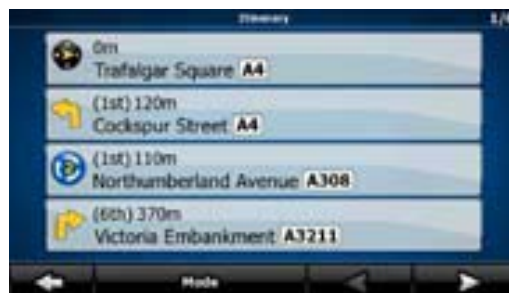 Itinerary
1/
0m
Trafalgar Square A4
(1st) 120m
Cockspur Street A4
(1st) 110m
Northumberland Avenue A308
(6th) 370m
Victoria Embankment A3211
Mode